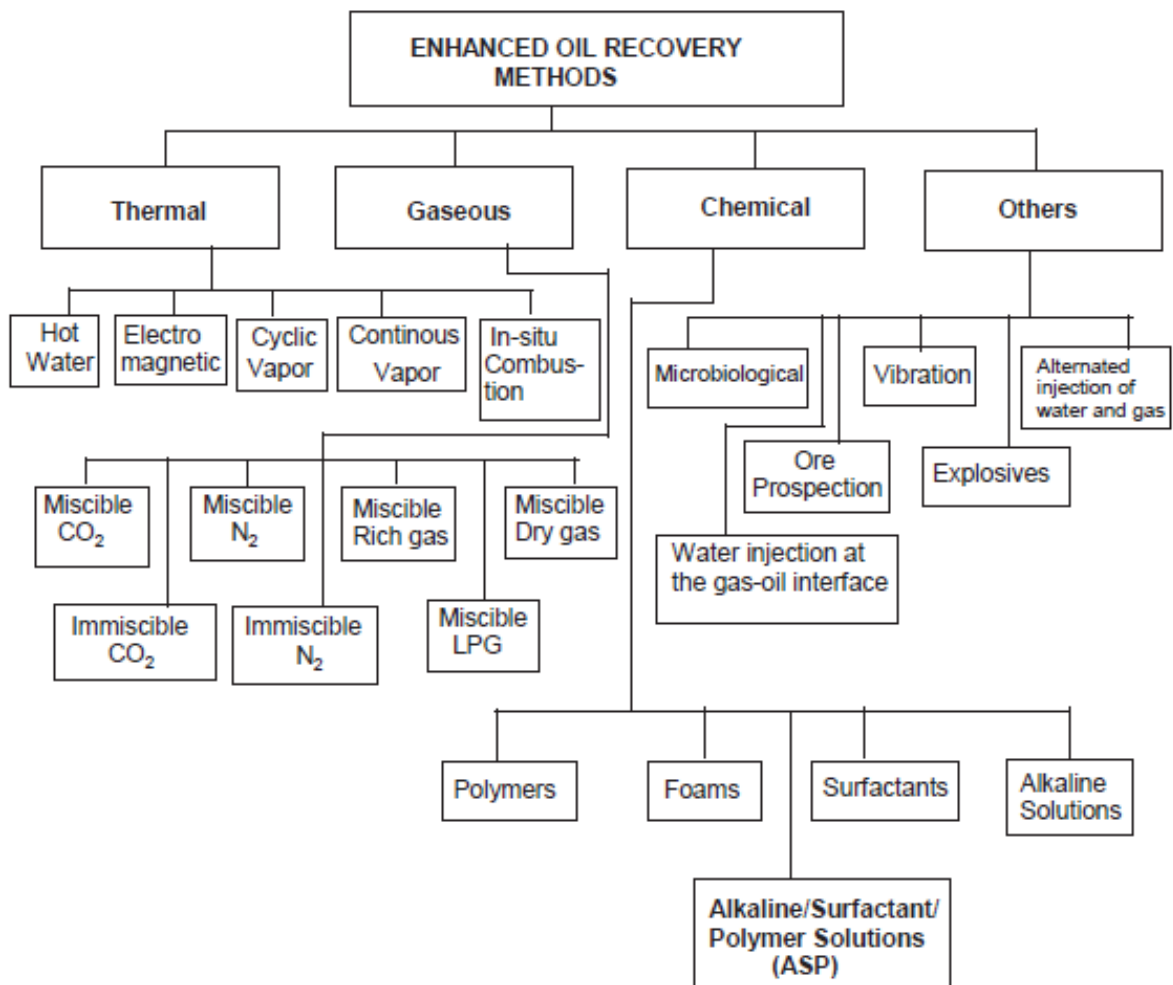 ENHANCED OIL RECOVERY
METHODS
Thermal
Gaseous
Chemical
Others
Hot
Water
Electro
magnetic
Cyclic
Vapor
Continous
Vapor
In-situ
Combus-
tion
Microbiological
Vibration
Alternated
injection of
water and gas
Ore
Prospection
Explosives
Water injection at
the gas-oil interface
Miscible
CO₂
Miscible
N₂
Miscible
Rich gas
Miscible
Dry gas
Immiscible
CO₂
Immiscible
N₂
Miscible
LPG
Polymers
Foams
Surfactants
Alkaline
Solutions
Alkaline/Surfactant/
Polymer Solutions
(ASP)